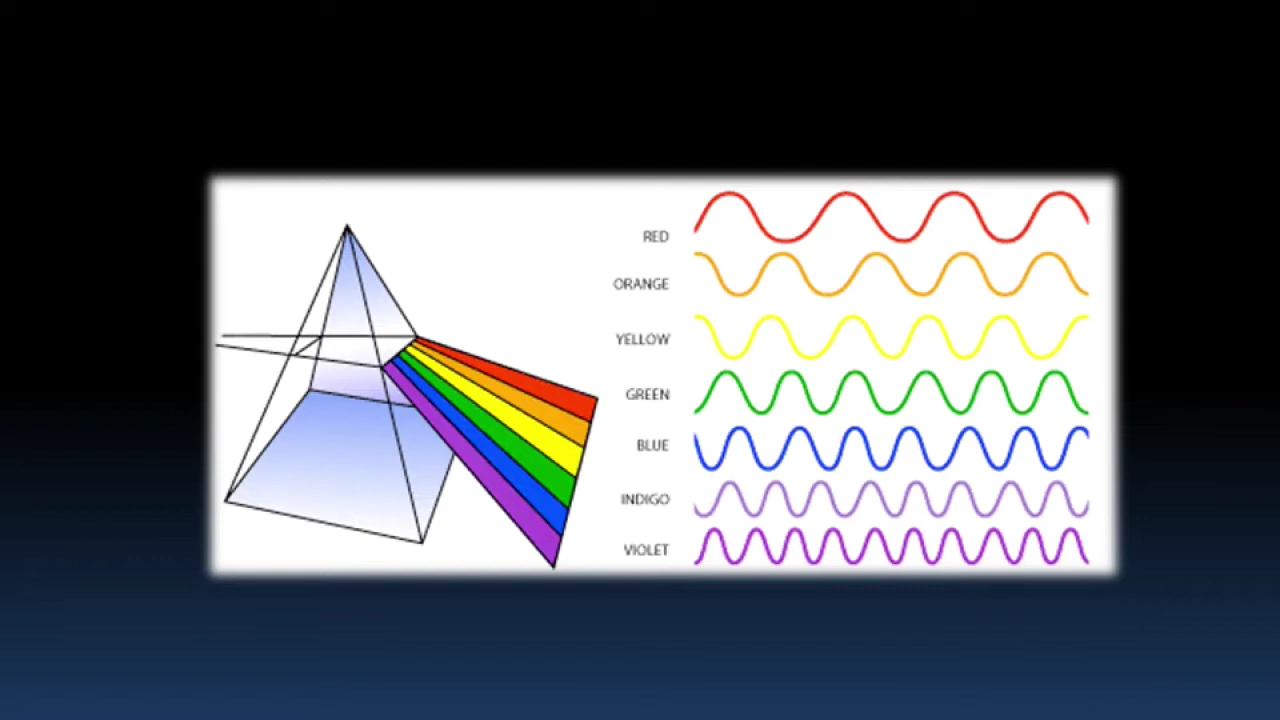 RED
ORANGE
YELLOW
GREEN
BLUE
INDIGO
VIOLET